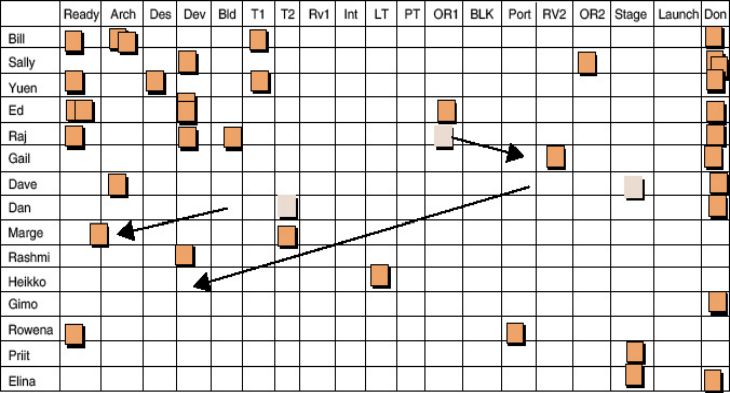 Ready Arch Des Dev Bld T1 T2 Rv1 Int LT PT OR1 BLK Port RV2 OR2 Stage Launch Don
Bill
Sally
Yuen
Ed
Raj
Gail
Dave
Dan
Marge
Rashmi
Heikko
Gimo
Rowena
Priit
Elina